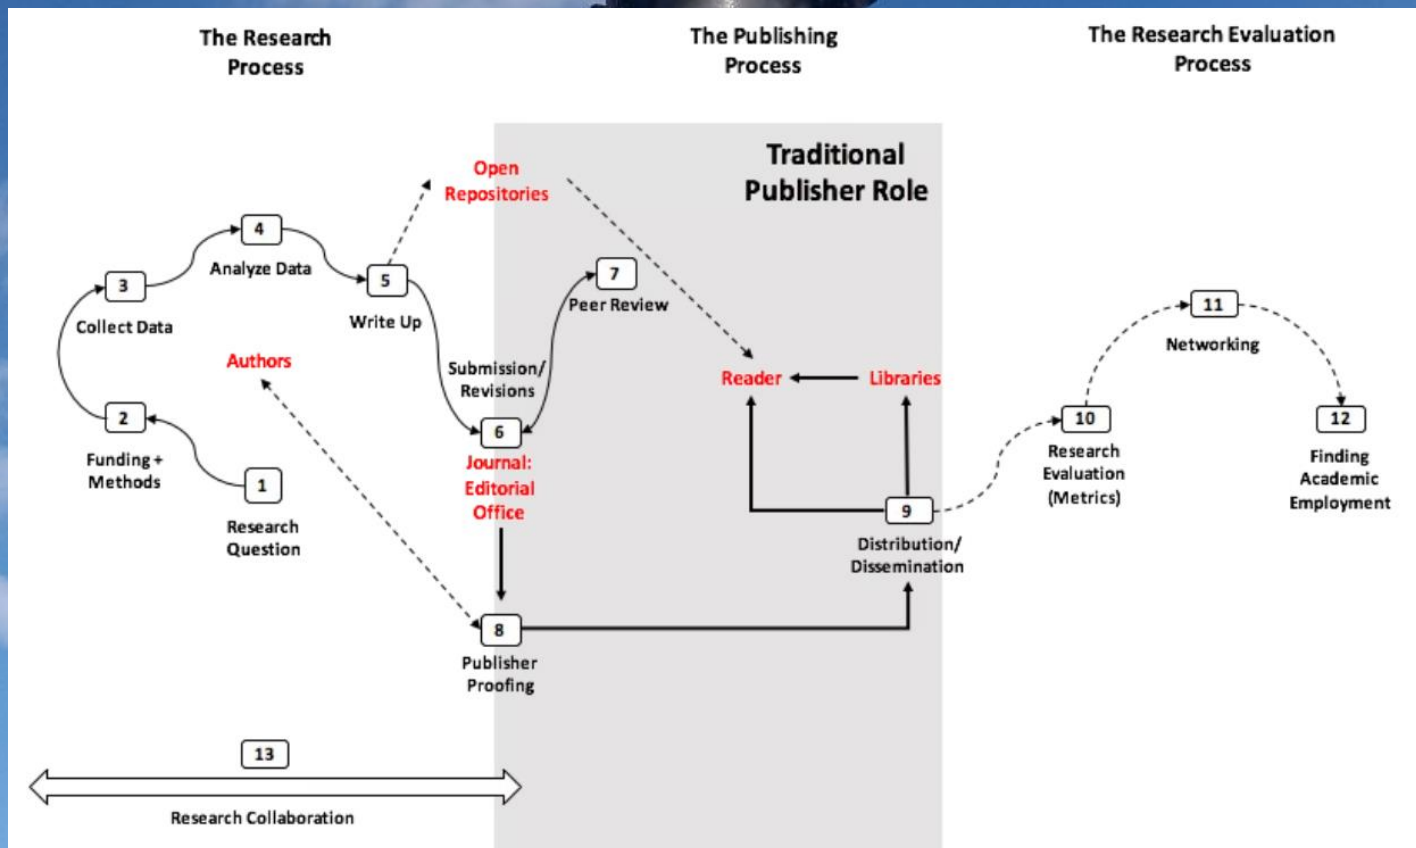 The Research
Process
The Publishing
Process
The Research Evaluation
Process
Traditional
Publisher Role
Open
Repositories
4
Analyze Data
3
Collect Data
5
Write Up
7
Peer Review
11
Networking
Authors
Submission/
Revisions
Reader
Libraries
2
Funding +
Methods
6
Journal:
Editorial
Office
10
Research
Evaluation
(Metrics)
12
Finding
Academic
Employment
1
Research
Question
9
Distribution/
Dissemination
8
Publisher
Proofing
13
Research Collaboration